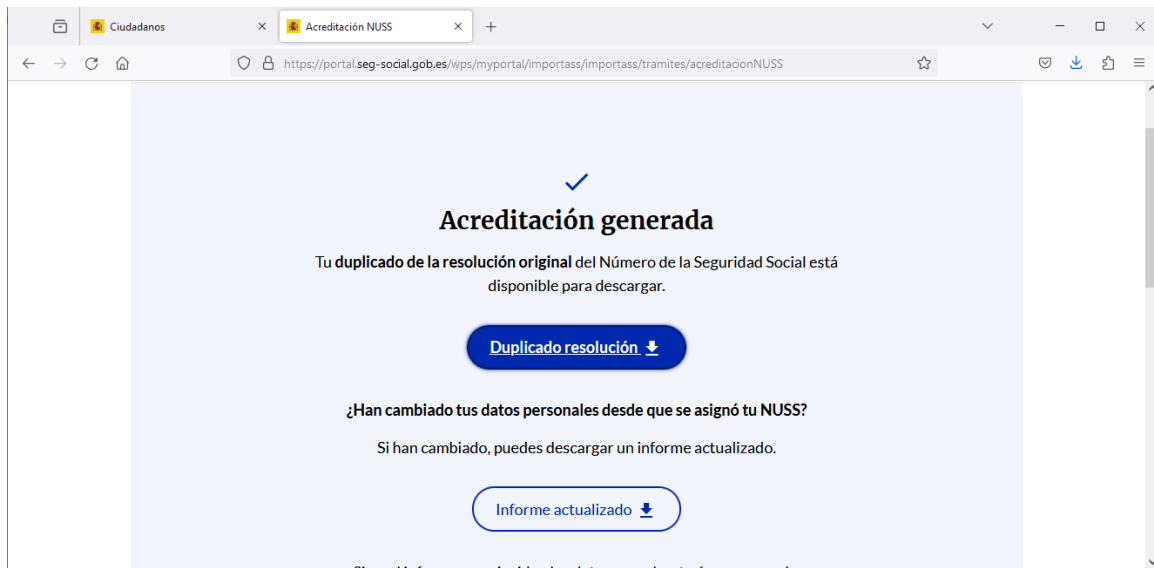 Ciudadanos
Acreditación NUSS
https://portal.seg-social.gob.es/wps/myportal/importass/importass/tramites/acreditacionNUSS
Acreditación generada
Tu duplicado de la resolución original del Número de la Seguridad Social está
disponible para descargar.
Duplicado resolución
¿Han cambiado tus datos personales desde que se asignó tu NUSS?
Si han cambiado, puedes descargar un informe actualizado.
Informe actualizado